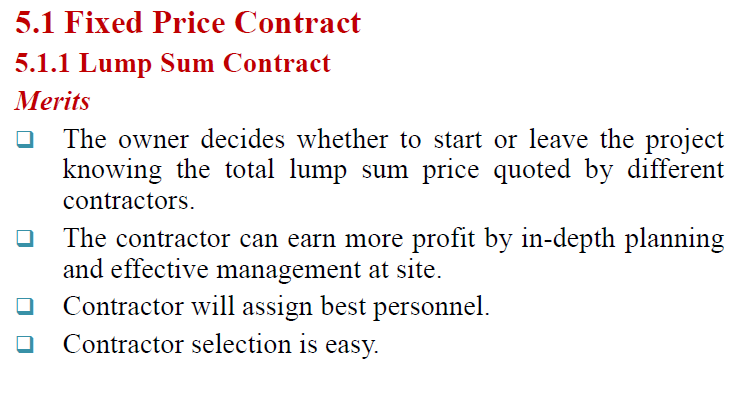 5.1 Fixed Price Contract
5.1.1 Lump Sum Contract
Merits
❑ The owner decides whether to start or leave the project
knowing the total lump sum price quoted by different
contractors.
❑ The contractor can earn more profit by in-depth planning
and effective management at site.
❑ Contractor will assign best personnel.
❑ Contractor selection is easy.